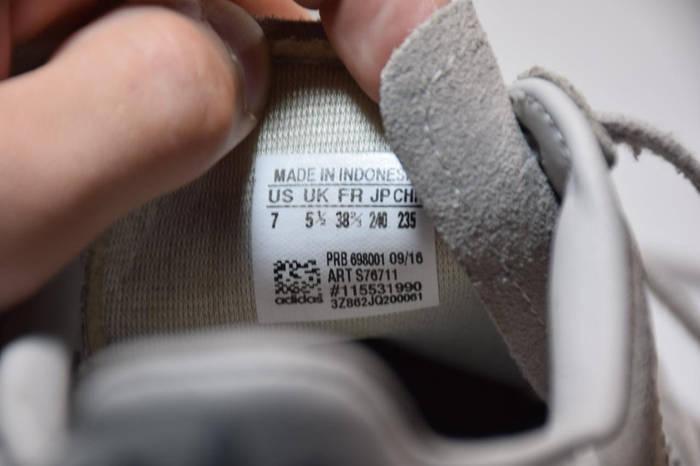 MADE IN INDONES
US UK FR JP CH
7 5½ 38⅔ 240 235
PRB 698001 09/16
ART S76711
#115531990
adidas 3Z862JQ200061